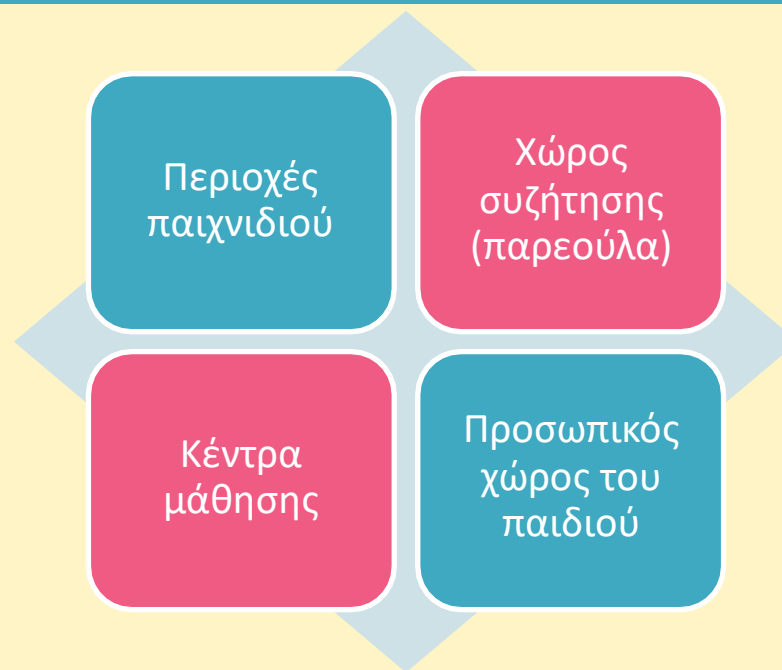 Περιοχές
παιχνιδιού
Χώρος
συζήτησης
(παρεούλα)
Κέντρα
μάθησης
Προσωπικός
χώρος του
παιδιού